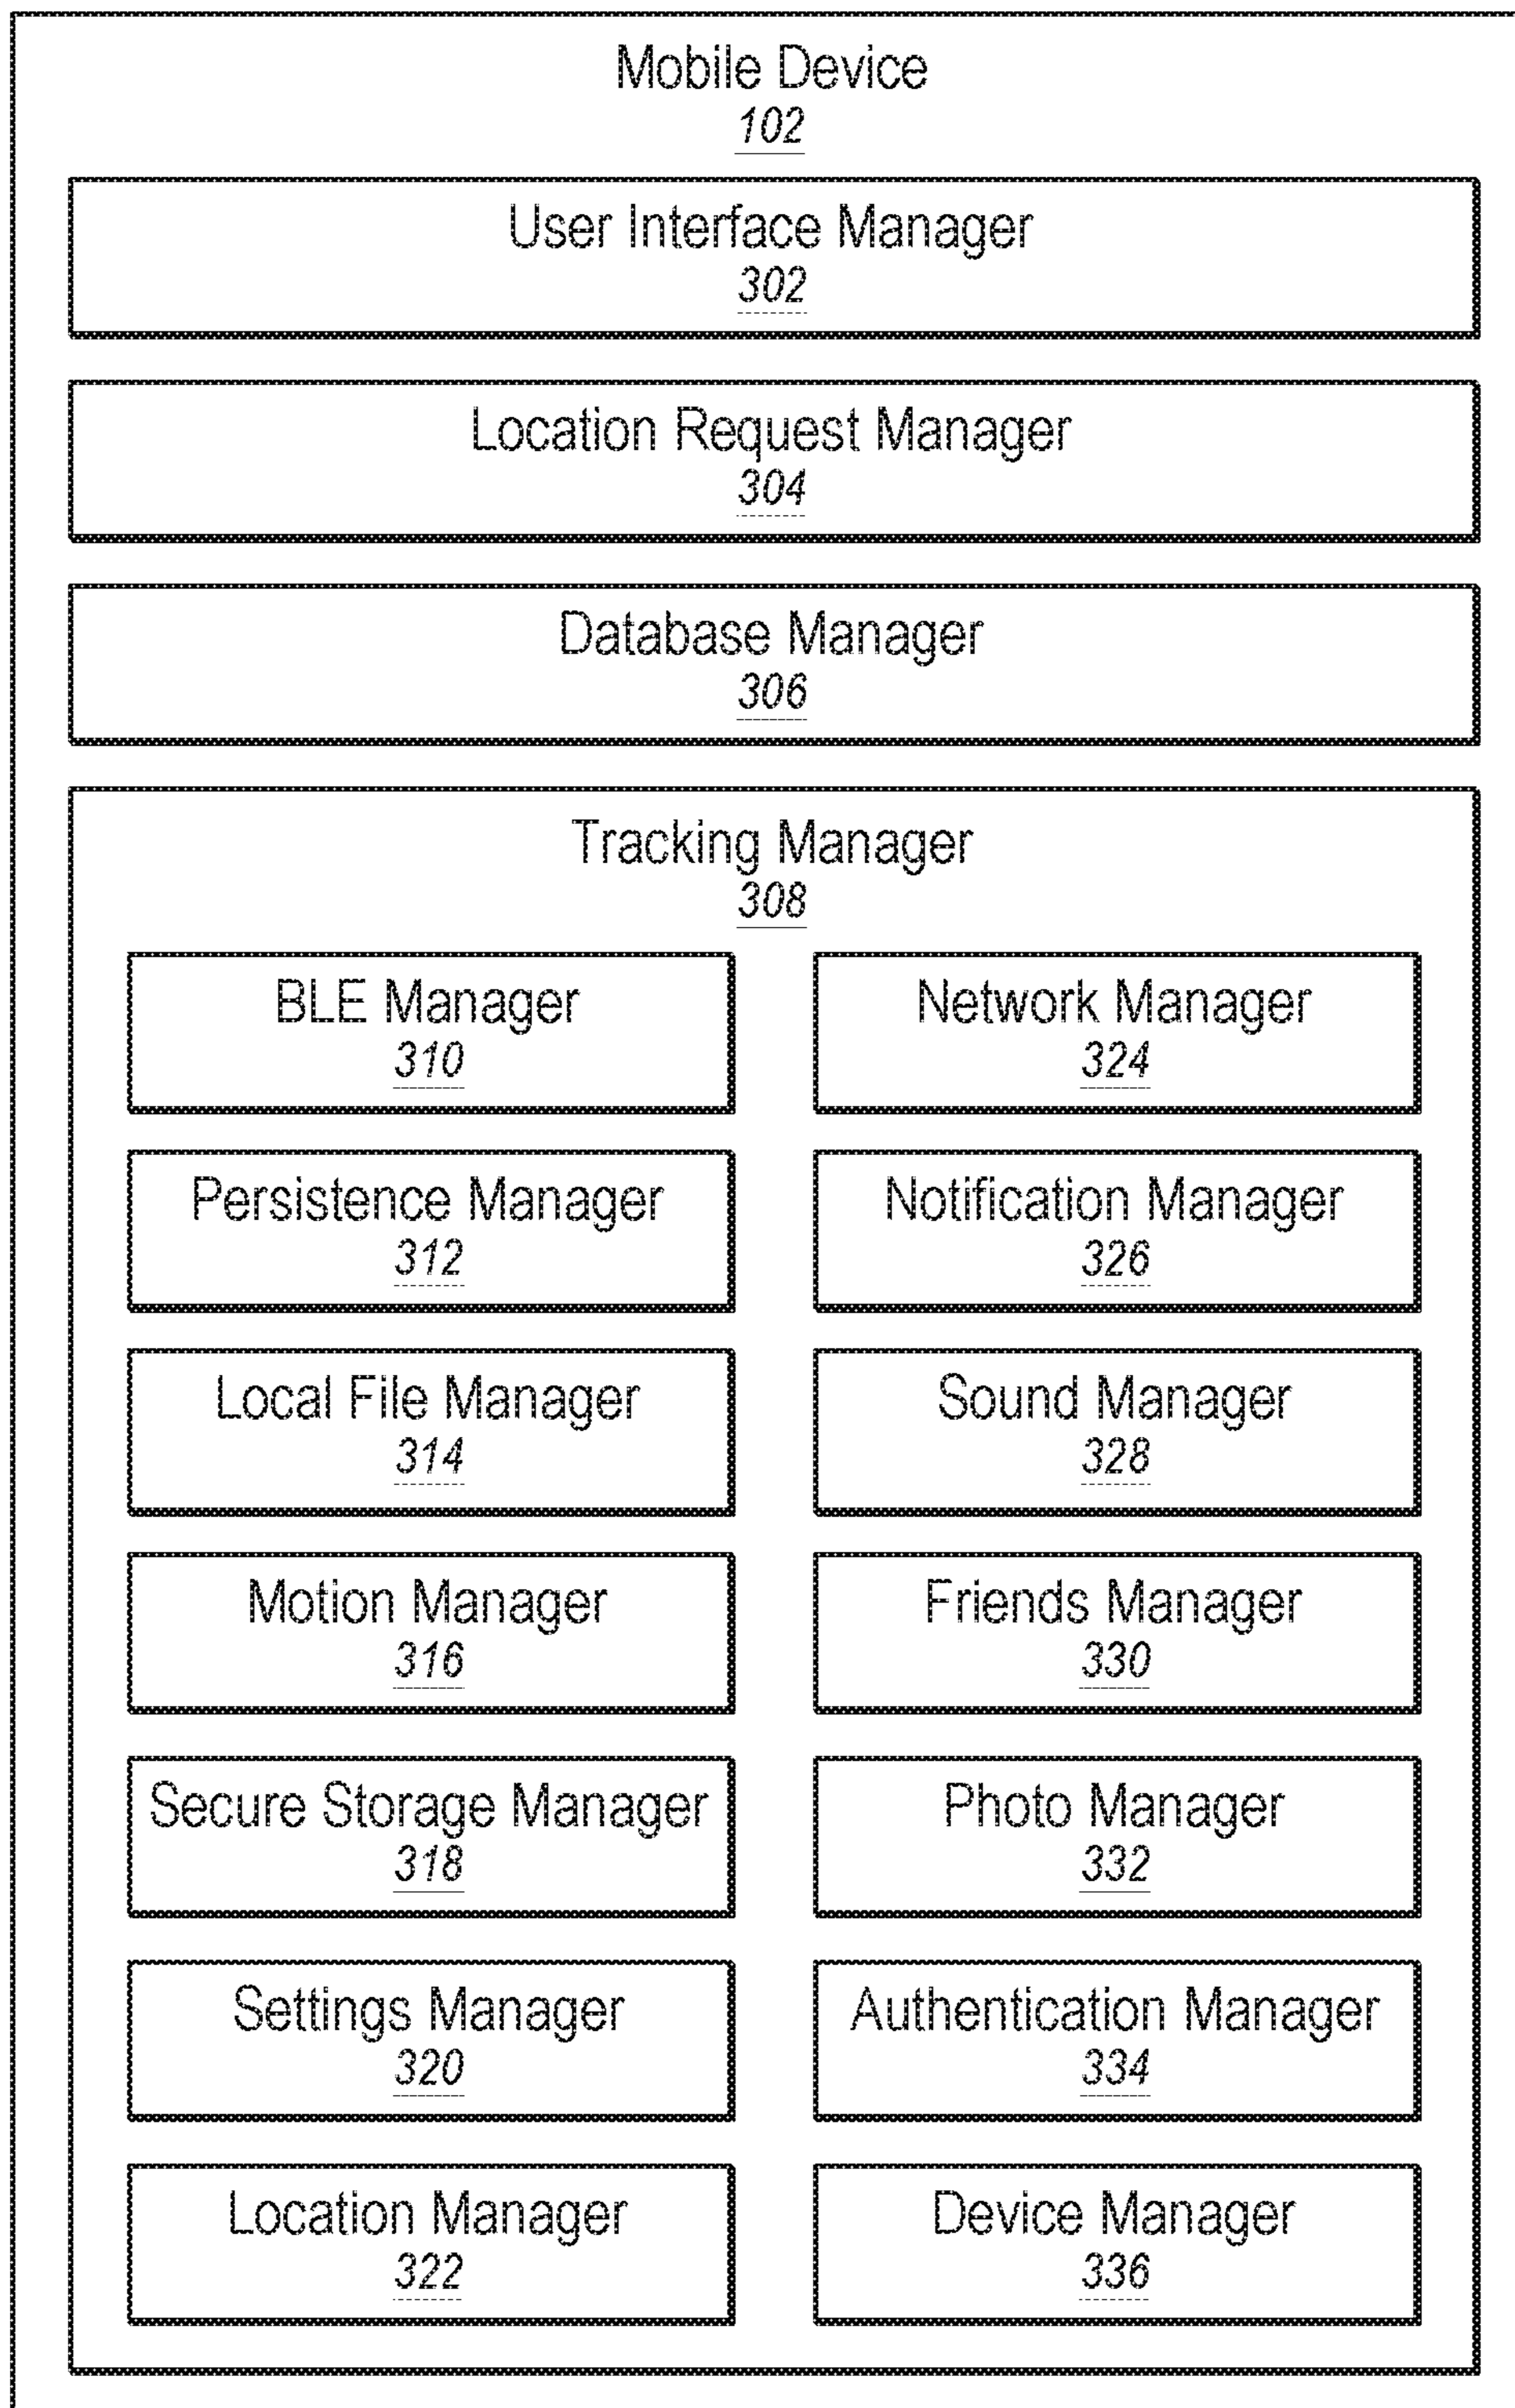 Mobile Device
102
User Interface Manager
302
Location Request Manager
304
Database Manager
306
Tracking Manager
308
BLE Manager
310
Network Manager
324
Persistence Manager
312
Notification Manager
326
Local File Manager
314
Sound Manager
328
Motion Manager
316
Friends Manager
330
Secure Storage Manager
318
Photo Manager
332
Settings Manager
320
Authentication Manager
334
Location Manager
322
Device Manager
336